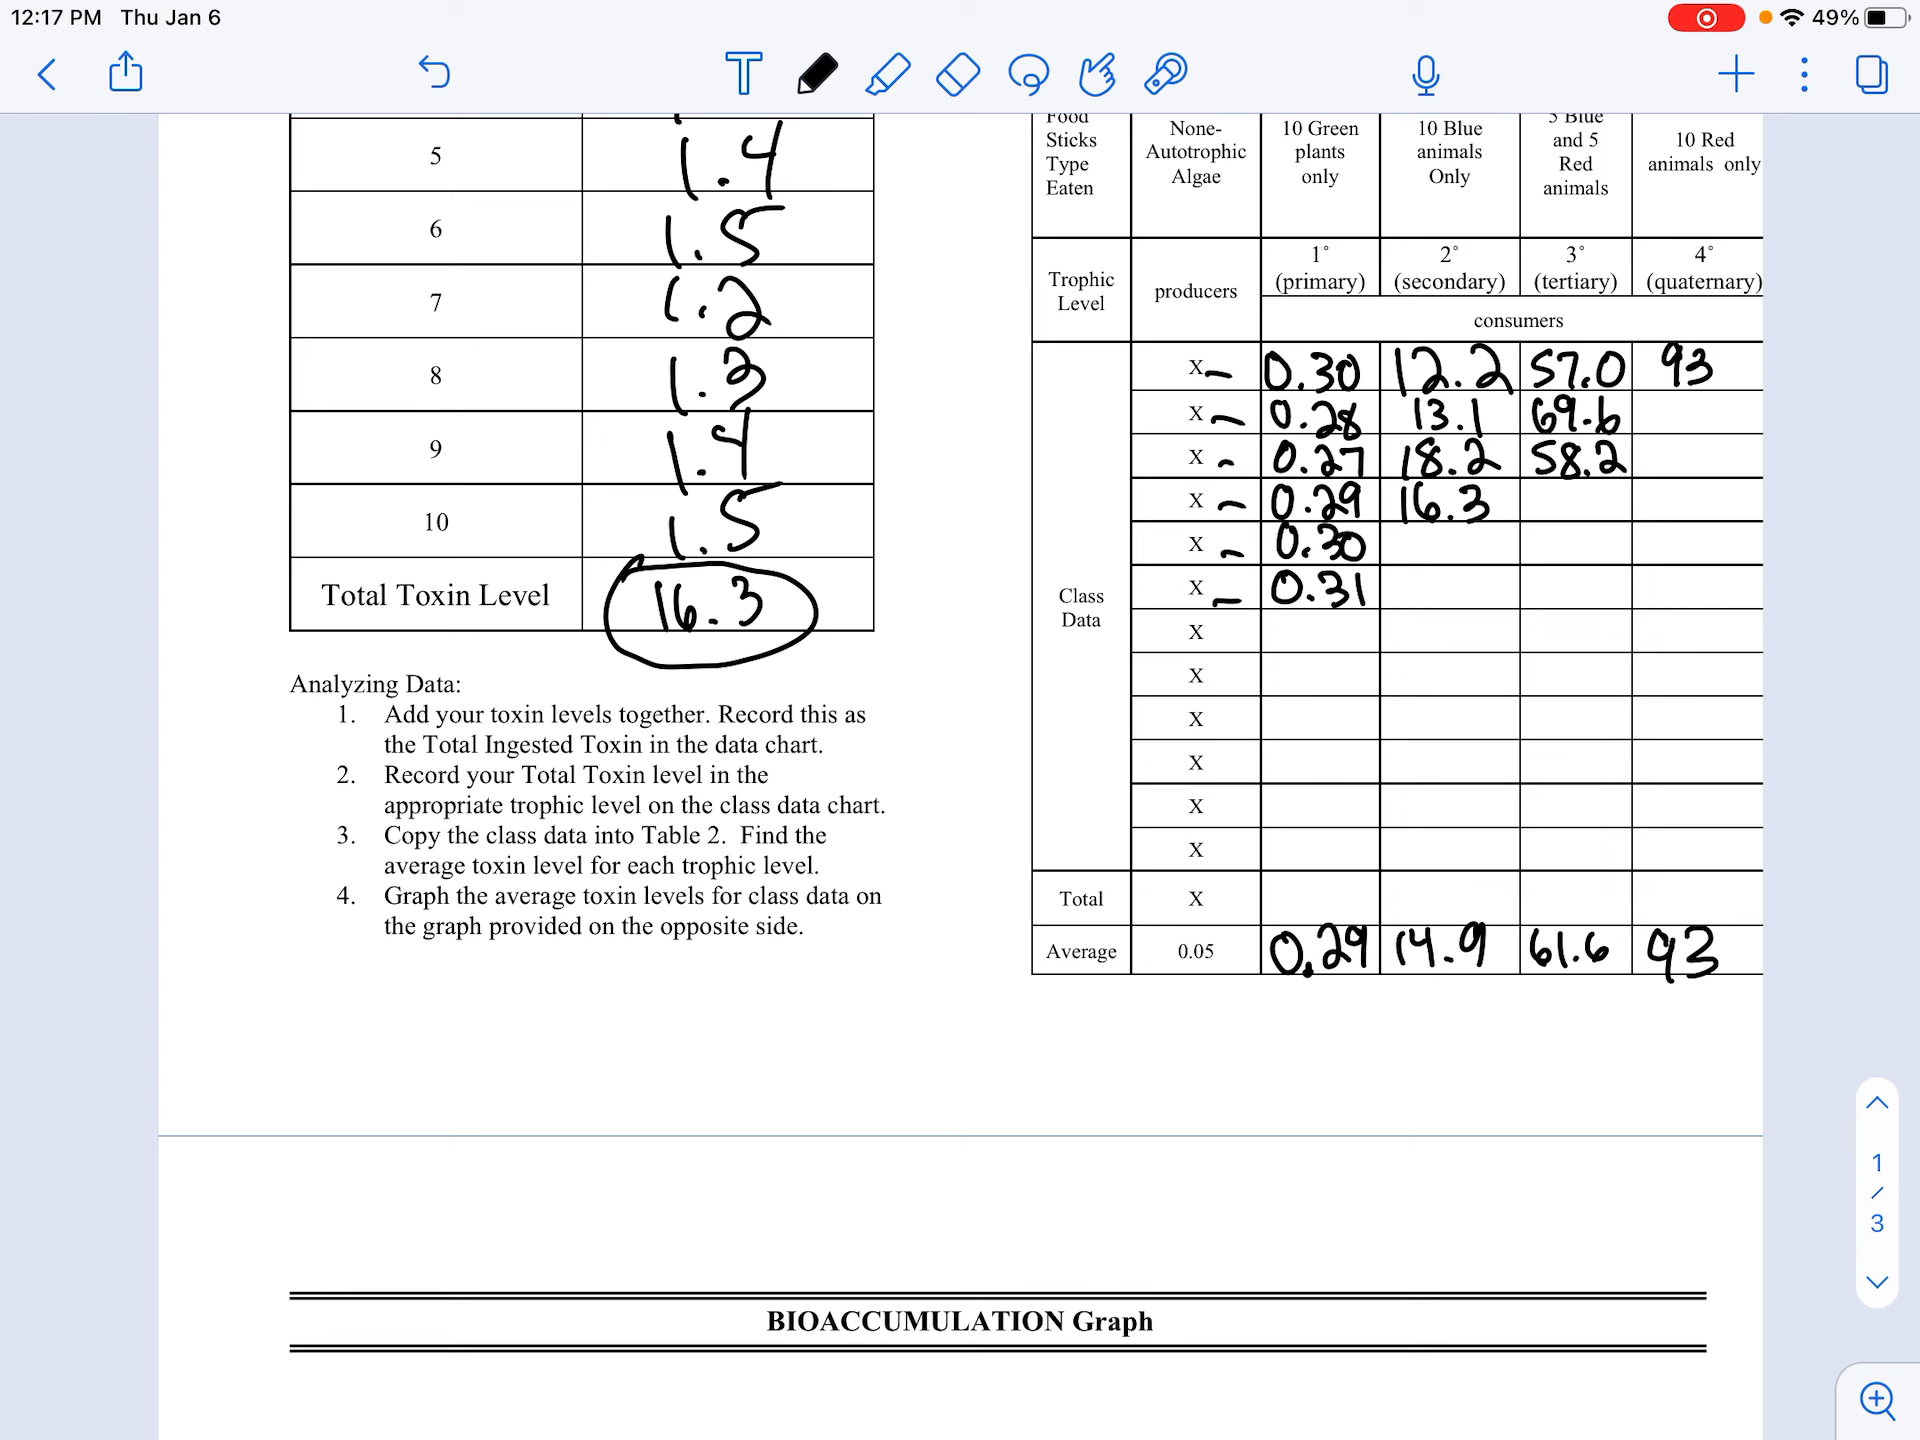 12:17 PM Thu Jan 6
49%
5 1.4
6 1.5
7 1.2
8 1.3
9 1.4
10 1.5
Total Toxin Level 16.3
Analyzing Data:
1. Add your toxin levels together. Record this as
the Total Ingested Toxin in the data chart.
2. Record your Total Toxin level in the
appropriate trophic level on the class data chart.
3. Copy the class data into Table 2. Find the
average toxin level for each trophic level.
4. Graph the average toxin levels for class data on
the graph provided on the opposite side.
Food
Sticks
Type
Eaten
None-
Autotrophic
Algae
10 Green
plants
only
10 Blue
animals
Only
5 Blue
and 5
Red
animals
10 Red
animals only
Trophic
Level
producers
1°
(primary)
2°
(secondary)
3°
(tertiary)
4°
(quaternary)
consumers
Class
Data
X - 0.30 12.2 57.0 93
X - 0.28 13.1 69.6
X - 0.27 18.2 58.2
X - 0.29 16.3
X - 0.30
X - 0.31
X
X
X
X
X
X
Total X
Average 0.05 0.29 14.9 61.6 93
1
/
3
BIOACCUMULATION Graph